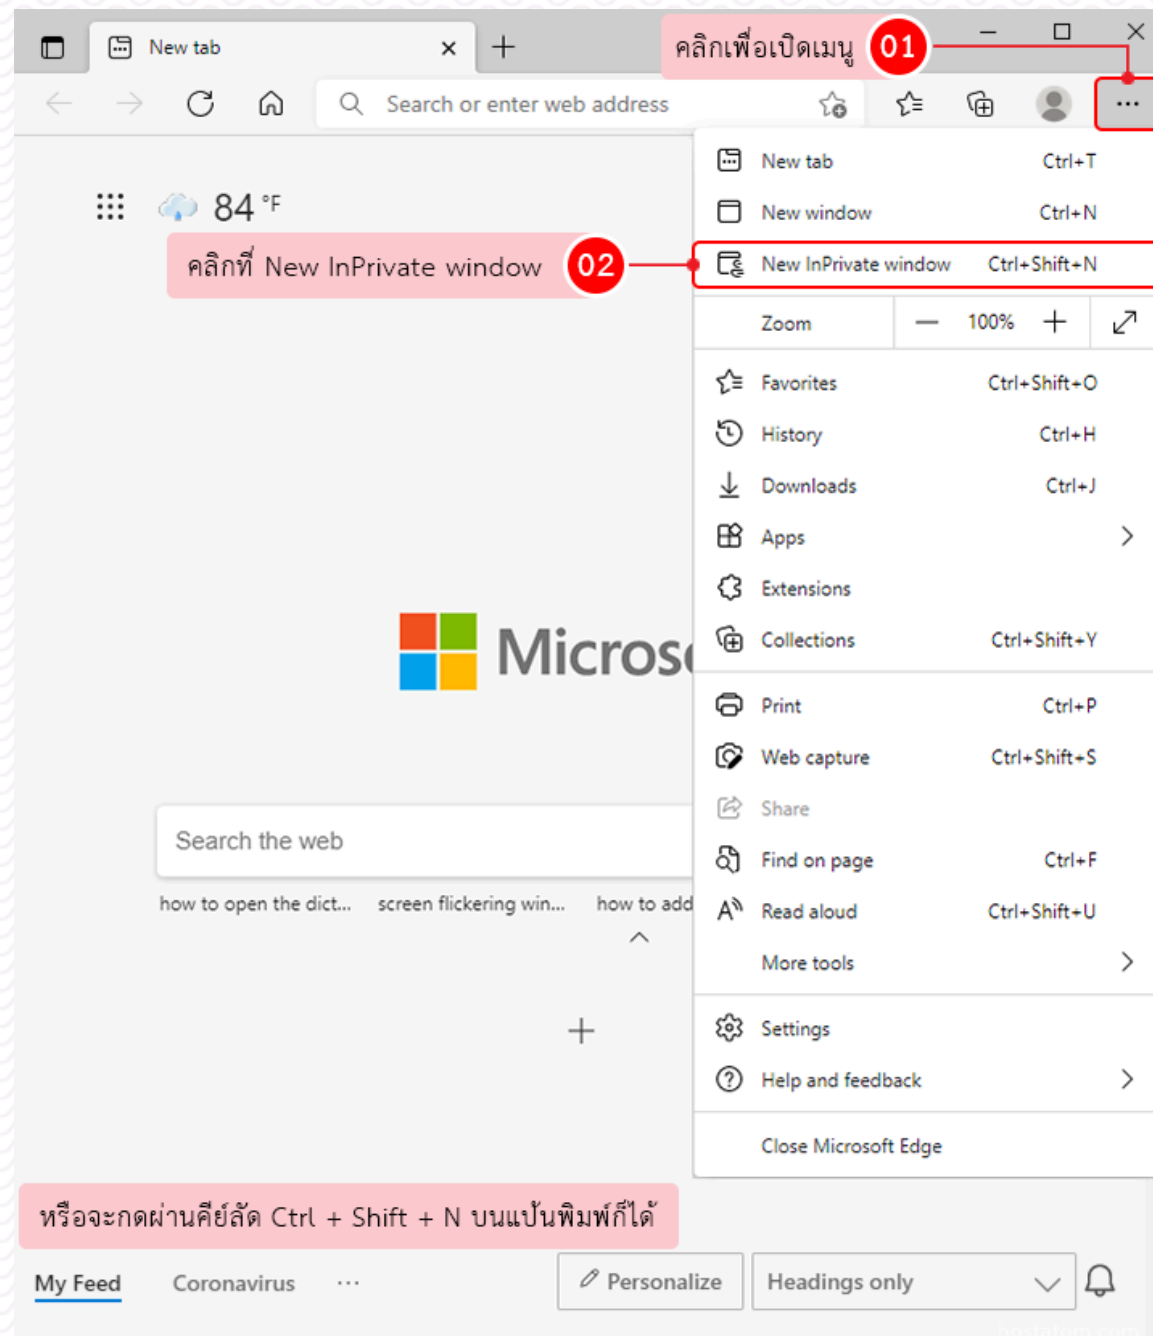 New tab
คลิกเพื่อเปิดเมนู 01
Search or enter web address
New tab Ctrl+T
84 °F
New window Ctrl+N
คลิกที่ New InPrivate window 02
New InPrivate window Ctrl+Shift+N
Zoom 100%
Favorites Ctrl+Shift+O
History Ctrl+H
Downloads Ctrl+J
Apps
Extensions
Collections Ctrl+Shift+Y
Micros
Print Ctrl+P
Web capture Ctrl+Shift+S
Share
Search the web
Find on page Ctrl+F
how to open the dict... screen flickering win... how to add
Read aloud Ctrl+Shift+U
More tools
Settings
Help and feedback
Close Microsoft Edge
หรือจะกดผ่านคีย์ลัด Ctrl + Shift + N บนแป้นพิมพ์ก็ได้
My Feed Coronavirus ... Personalize Headings only